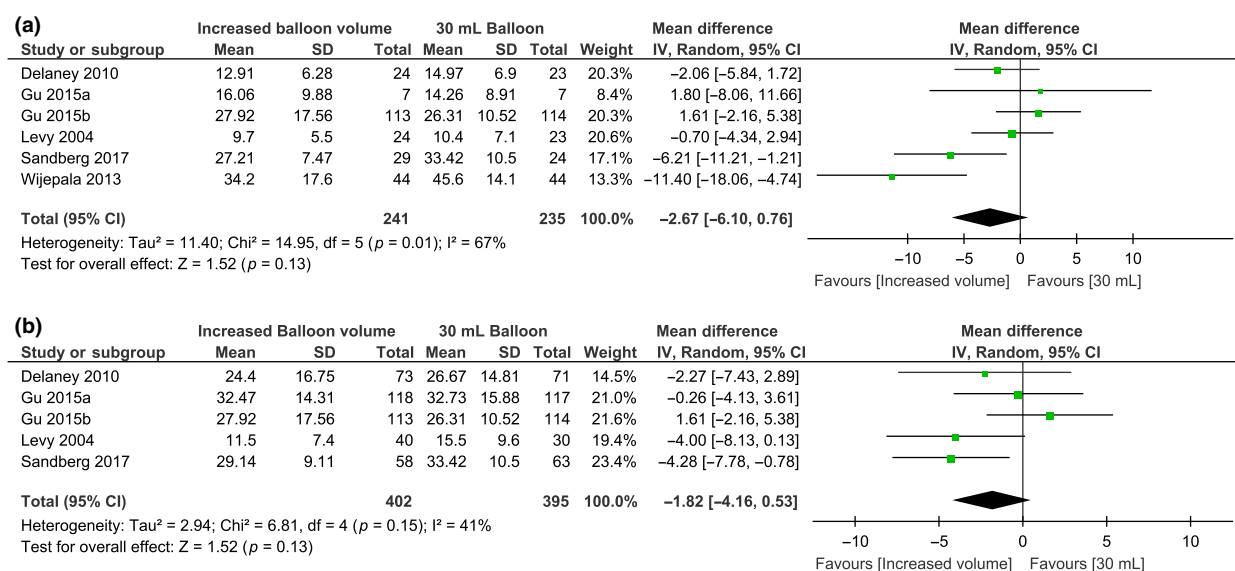 (a)
Increased balloon volume 30 mL Balloon Mean difference Mean difference
Study or subgroup Mean SD Total Mean SD Total Weight IV, Random, 95% CI IV, Random, 95% CI
Delaney 2010 12.91 6.28 24 14.97 6.9 23 20.3% −2.06 [−5.84, 1.72]
Gu 2015a 16.06 9.88 7 14.26 8.91 7 8.4% 1.80 [−8.06, 11.66]
Gu 2015b 27.92 17.56 113 26.31 10.52 114 20.3% 1.61 [−2.16, 5.38]
Levy 2004 9.7 5.5 24 10.4 7.1 23 20.6% −0.70 [−4.34, 2.94]
Sandberg 2017 27.21 7.47 29 33.42 10.5 24 17.1% −6.21 [−11.21, −1.21]
Wijepala 2013 34.2 17.6 44 45.6 14.1 44 13.3% −11.40 [−18.06, −4.74]
Total (95% CI) 241 235 100.0% −2.67 [−6.10, 0.76]
Heterogeneity: Tau² = 11.40; Chi² = 14.95, df = 5 (p = 0.01); I² = 67%
Test for overall effect: Z = 1.52 (p = 0.13)
−10 −5 0 5 10
Favours [Increased volume] Favours [30 mL]
(b)
Increased Balloon volume 30 mL Balloon Mean difference Mean difference
Study or subgroup Mean SD Total Mean SD Total Weight IV, Random, 95% CI IV, Random, 95% CI
Delaney 2010 24.4 16.75 73 26.67 14.81 71 14.5% −2.27 [−7.43, 2.89]
Gu 2015a 32.47 14.31 118 32.73 15.88 117 21.0% −0.26 [−4.13, 3.61]
Gu 2015b 27.92 17.56 113 26.31 10.52 114 21.6% 1.61 [−2.16, 5.38]
Levy 2004 11.5 7.4 40 15.5 9.6 30 19.4% −4.00 [−8.13, 0.13]
Sandberg 2017 29.14 9.11 58 33.42 10.5 63 23.4% −4.28 [−7.78, −0.78]
Total (95% CI) 402 395 100.0% −1.82 [−4.16, 0.53]
Heterogeneity: Tau² = 2.94; Chi² = 6.81, df = 4 (p = 0.15); I² = 41%
Test for overall effect: Z = 1.52 (p = 0.13)
−10 −5 0 5 10
Favours [Increased volume] Favours [30 mL]